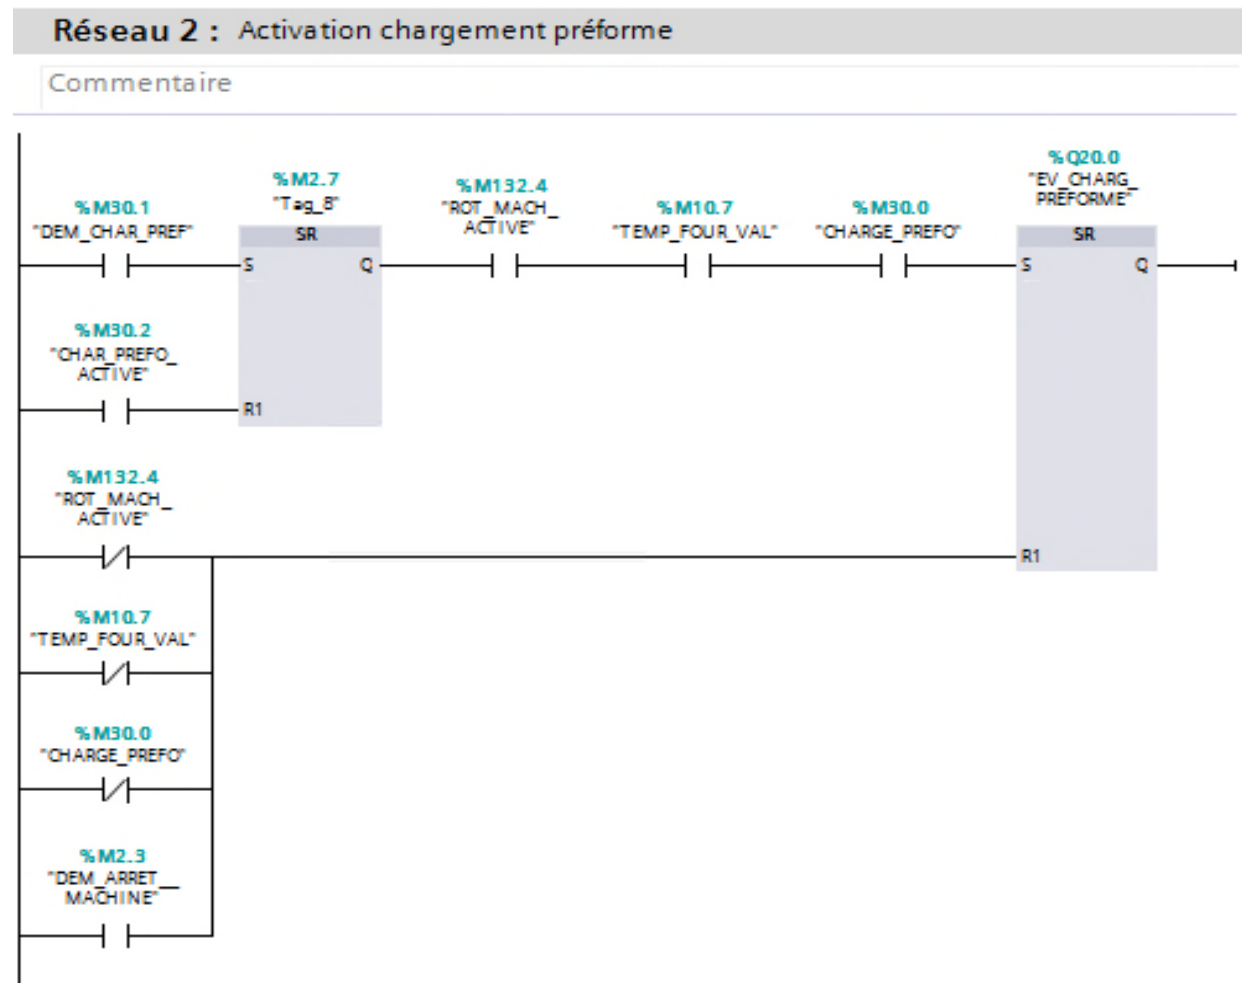 Réseau 2 : Activation chargement préforme
Commentaire
%Q20.0
"EV_CHARG_
PREFORME"
%M2.7
"Tag_8"
%M132.4
"ROT_MACH_
ACTIVE"
%M30.1
"DEM_CHAR_PREF"
%M10.7
"TEMP_FOUR_VAL"
%M30.0
"CHARGE_PREFO"
SR
SR
S Q
S Q
%M30.2
"CHAR_PREFO_
ACTIVE"
R1
%M132.4
"ROT_MACH_
ACTIVE"
R1
%M10.7
"TEMP_FOUR_VAL"
%M30.0
"CHARGE_PREFO"
%M2.3
"DEM_ARRET__
MACHINE"